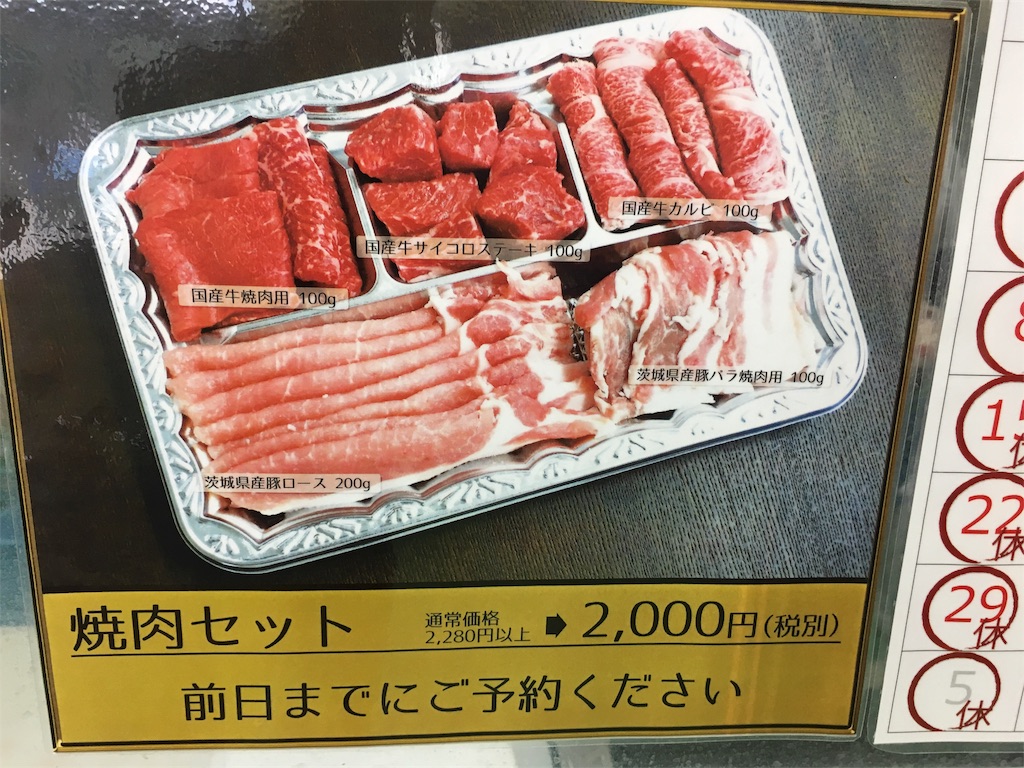 国産牛カルビ 100g
国産牛サイコロステーキ 100g
国産牛焼肉用 100g
茨城県産豚バラ焼肉用 100g
茨城県産豚ロース 200g
焼肉セット
通常価格
2,280円以上
➡ 2,000円(税別)
前日までにご予約ください
8
15
休
22
休
29
休
5
休